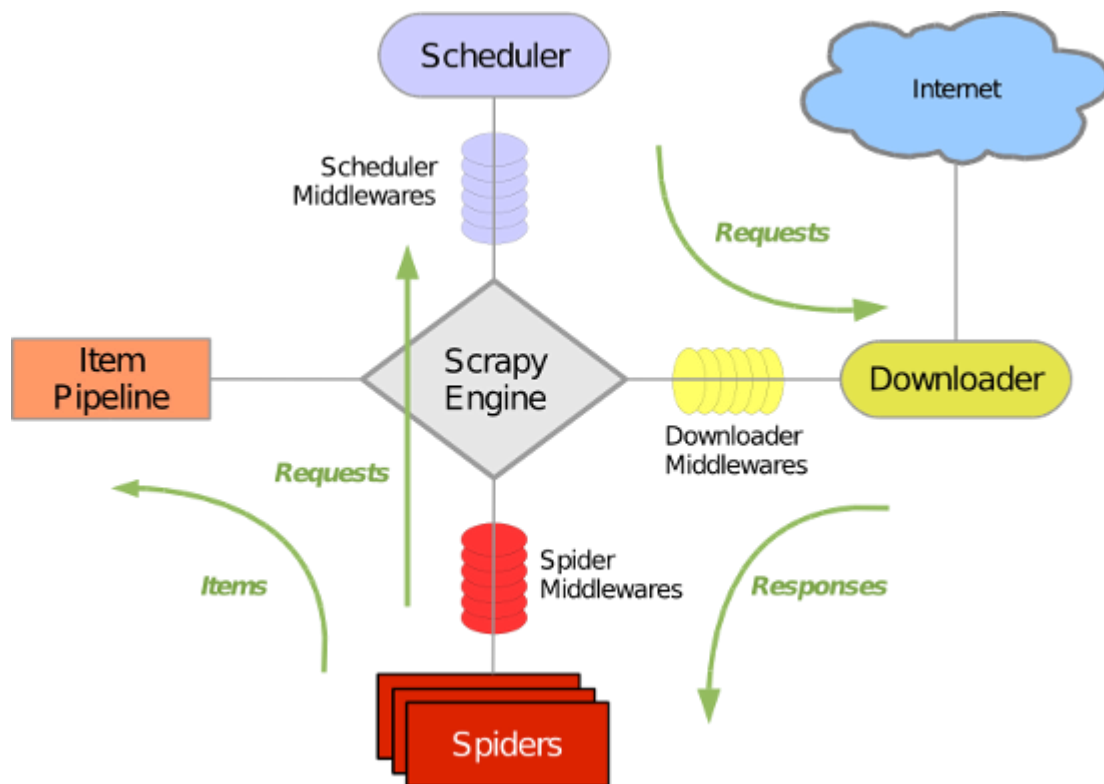 Scheduler
Internet
Scheduler
Middlewares
Requests
Item
Pipeline
Scrapy
Engine
Downloader
Downloader
Middlewares
Requests
Items
Spider
Middlewares
Responses
Spiders